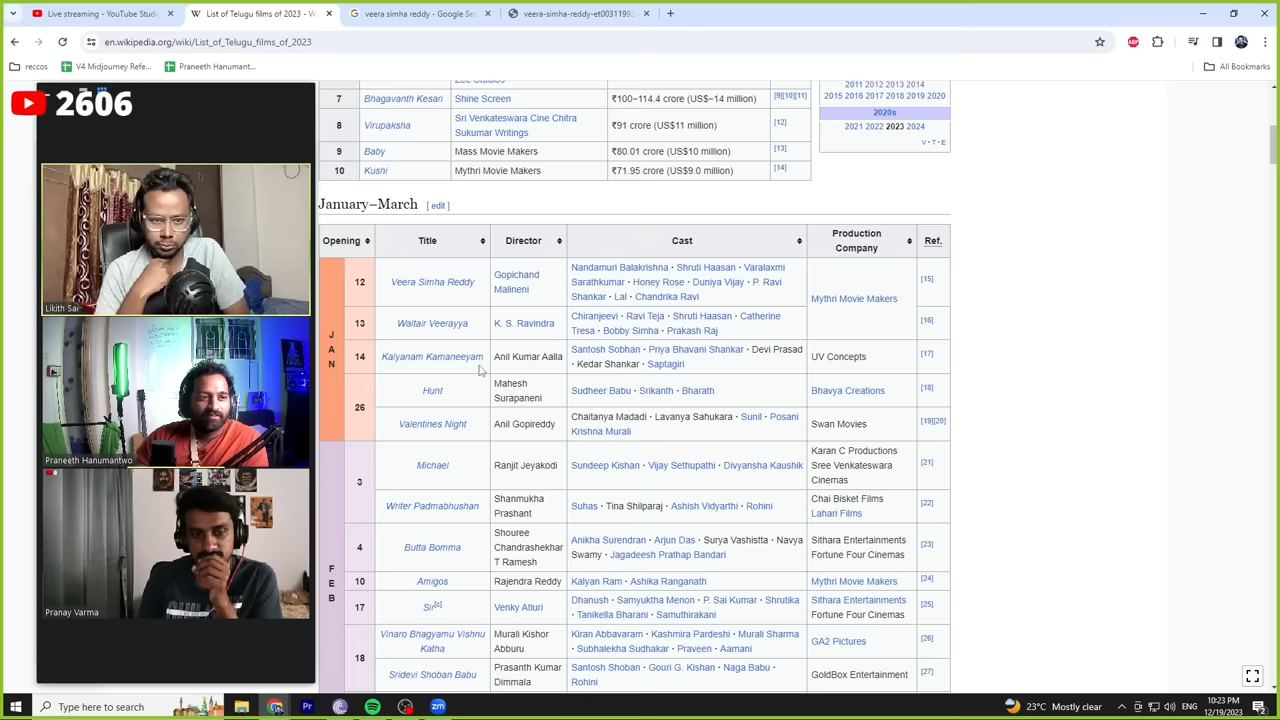 Live streaming - YouTube Stud
List of Telugu films of 2023 - Wi
veera simha reddy - Google Se
veera-simha-reddy-et00311992
en.wikipedia.org/wiki/List_of_Telugu_films_of_2023
reccos
V4 Midjourney Refe...
Praneeth Hanumant...
All Bookmarks
2606
Likith Sai
Praneeth Hanumantwo
Pranay Varma
7 Bhagavanth Kesari Shine Screen ₹100–114.4 crore (US$–14 million) [9][10][11]
8 Virupaksha Sri Venkateswara Cine Chitra Sukumar Writings ₹91 crore (US$11 million) [12]
9 Baby Mass Movie Makers ₹80.01 crore (US$10 million) [13]
10 Kushi Mythri Movie Makers ₹71.95 crore (US$9.0 million) [14]
2011 2012 2013 2014
2015 2016 2017 2018 2019 2020
2020s
2021 2022 2023 2024
V • T • E
January–March [ edit ]
Opening Title Director Cast Production Company Ref.
JAN
12 Veera Simha Reddy Gopichand Malineni Nandamuri Balakrishna · Shruti Haasan · Varalaxmi Sarathkumar · Honey Rose · Duniya Vijay · P. Ravi Shankar · Lal · Chandrika Ravi Mythri Movie Makers [15]
13 Waltair Veerayya K. S. Ravindra Chiranjeevi · Ravi Teja · Shruti Haasan · Catherine Tresa · Bobby Simha · Prakash Raj [16]
14 Kalyanam Kamaneeyam Anil Kumar Aalla Santosh Sobhan · Priya Bhavani Shankar · Devi Prasad · Kedar Shankar · Saptagiri UV Concepts [17]
26 Hunt Mahesh Surapaneni Sudheer Babu · Srikanth · Bharath Bhavya Creations [18]
Valentines Night Anil Gopireddy Chaitanya Madadi · Lavanya Sahukara · Sunil · Posani Krishna Murali Swan Movies [19][20]
FEB
3 Michael Ranjit Jeyakodi Sundeep Kishan · Vijay Sethupathi · Divyansha Kaushik Karan C Productions Sree Venkateswara Cinemas [21]
Writer Padmabhushan Shanmukha Prashant Suhas · Tina Shilparaj · Ashish Vidyarthi · Rohini Chai Bisket Films Lahari Films [22]
4 Butta Bomma Shouree Chandrashekhar T Ramesh Anikha Surendran · Arjun Das · Surya Vashistta · Navya Swamy · Jagadeesh Prathap Bandari Sithara Entertainments Fortune Four Cinemas [23]
10 Amigos Rajendra Reddy Kalyan Ram · Ashika Ranganath Mythri Movie Makers [24]
17 Sir[c] Venky Atluri Dhanush · Samyuktha Menon · P. Sai Kumar · Shrutika · Tanikella Bharani · Samuthirakani Sithara Entertainments Fortune Four Cinemas [25]
18 Vinaro Bhagyamu Vishnu Katha Murali Kishor Abburu Kiran Abbavaram · Kashmira Pardeshi · Murali Sharma · Subhalekha Sudhakar · Praveen · Aamani GA2 Pictures [26]
Sridevi Shoban Babu Prasanth Kumar Dimmala Santosh Shoban · Gouri G. Kishan · Naga Babu · Rohini GoldBox Entertainment [27]
Type here to search
23°C Mostly clear
ENG
10:23 PM
12/19/2023